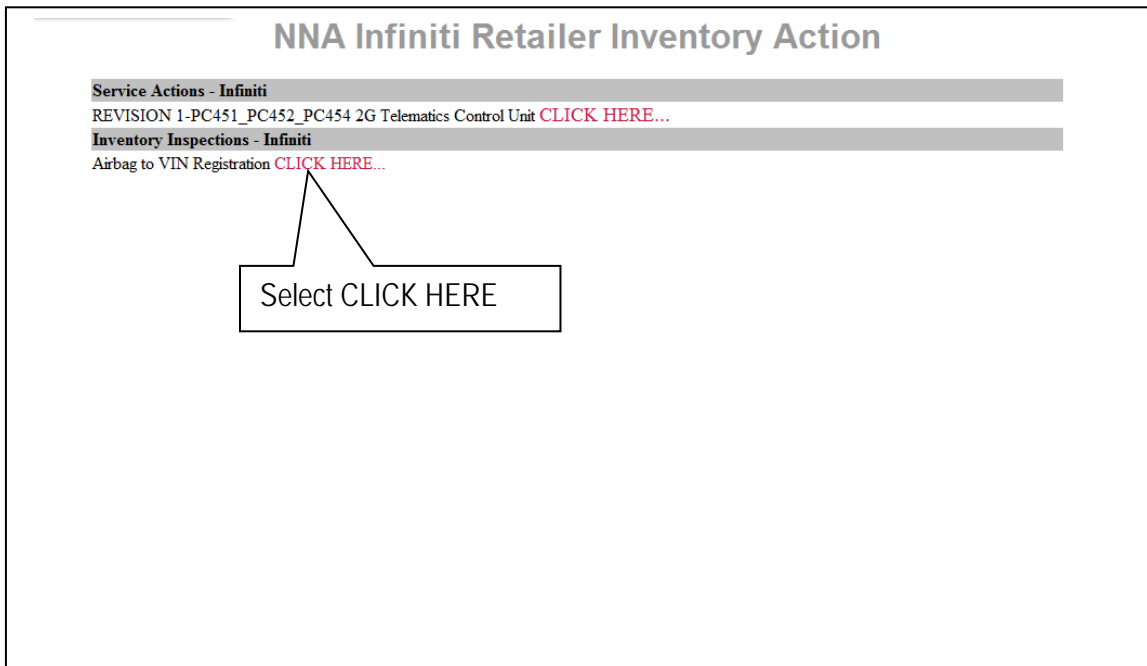 NNA Infiniti Retailer Inventory Action
Service Actions - Infiniti
REVISION 1-PC451_PC452_PC454 2G Telematics Control Unit CLICK HERE...
Inventory Inspections - Infiniti
Airbag to VIN Registration CLICK HERE...
Select CLICK HERE